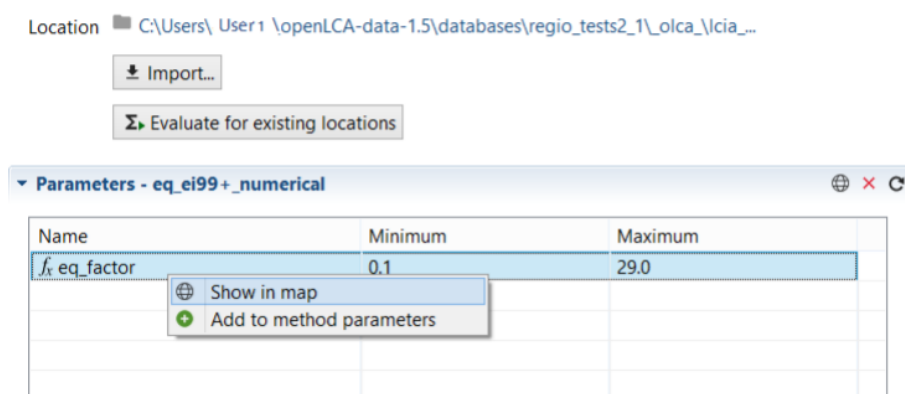 Location C:\Users\ User1 \openLCA-data-1.5\databases\regio_tests2_1\_olca_\lcia_...
Import...
Evaluate for existing locations
Parameters - eq_ei99+_numerical
Name Minimum Maximum
fx eq_factor 0.1 29.0
Show in map
Add to method parameters